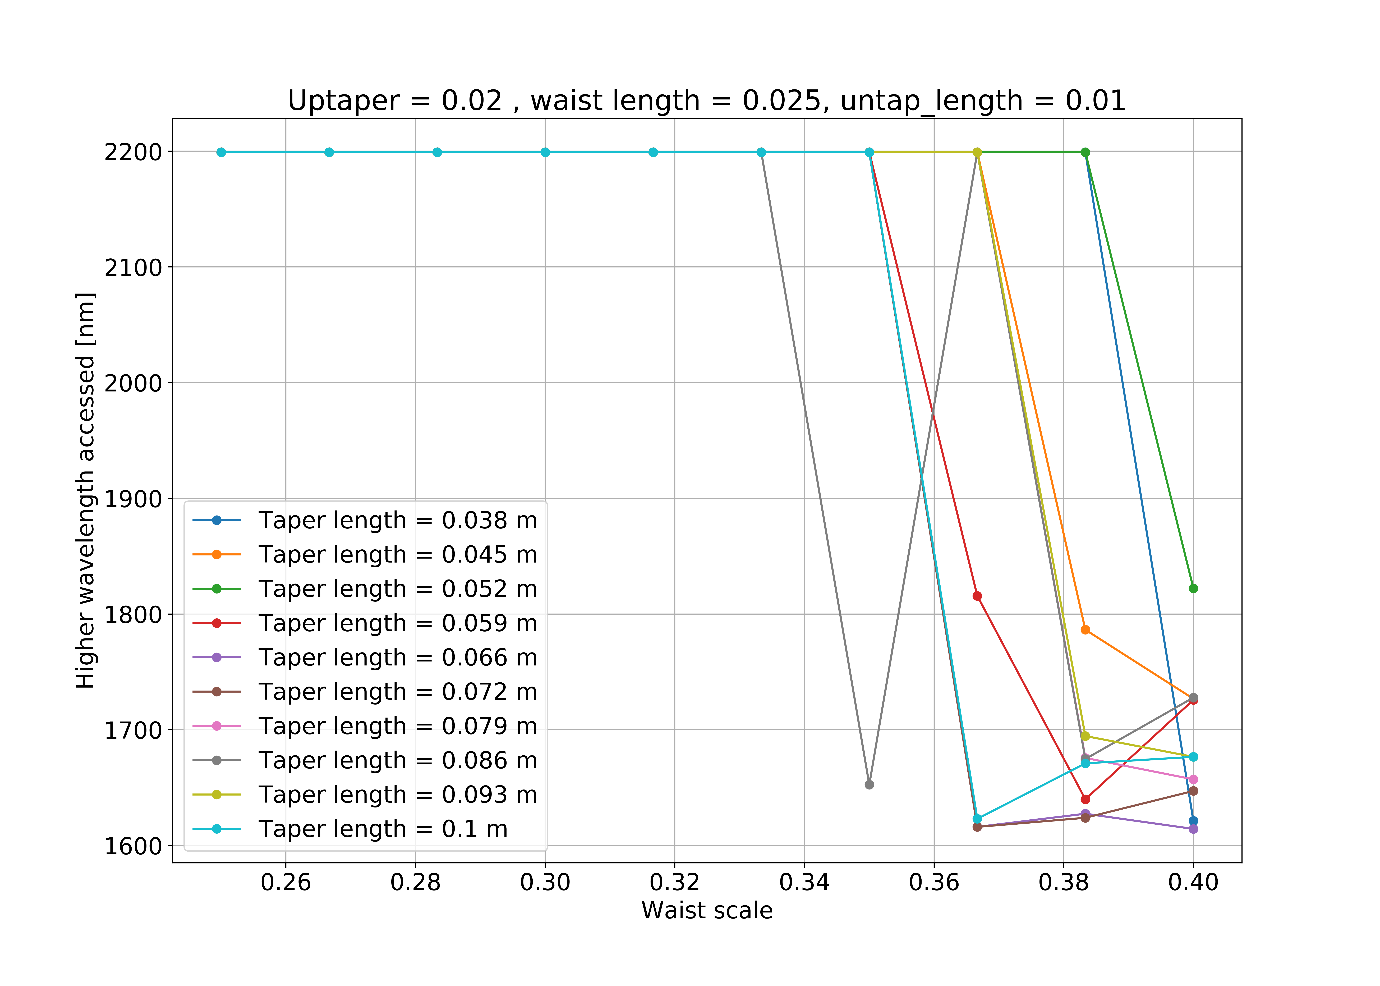 Uptaper = 0.02 , waist length = 0.025, untap_length = 0.01
Higher wavelength accessed [nm]
2200
2100
2000
1900
1800
1700
1600
Taper length = 0.038 m
Taper length = 0.045 m
Taper length = 0.052 m
Taper length = 0.059 m
Taper length = 0.066 m
Taper length = 0.072 m
Taper length = 0.079 m
Taper length = 0.086 m
Taper length = 0.093 m
Taper length = 0.1 m
0.26 0.28 0.30 0.32 0.34 0.36 0.38 0.40
Waist scale